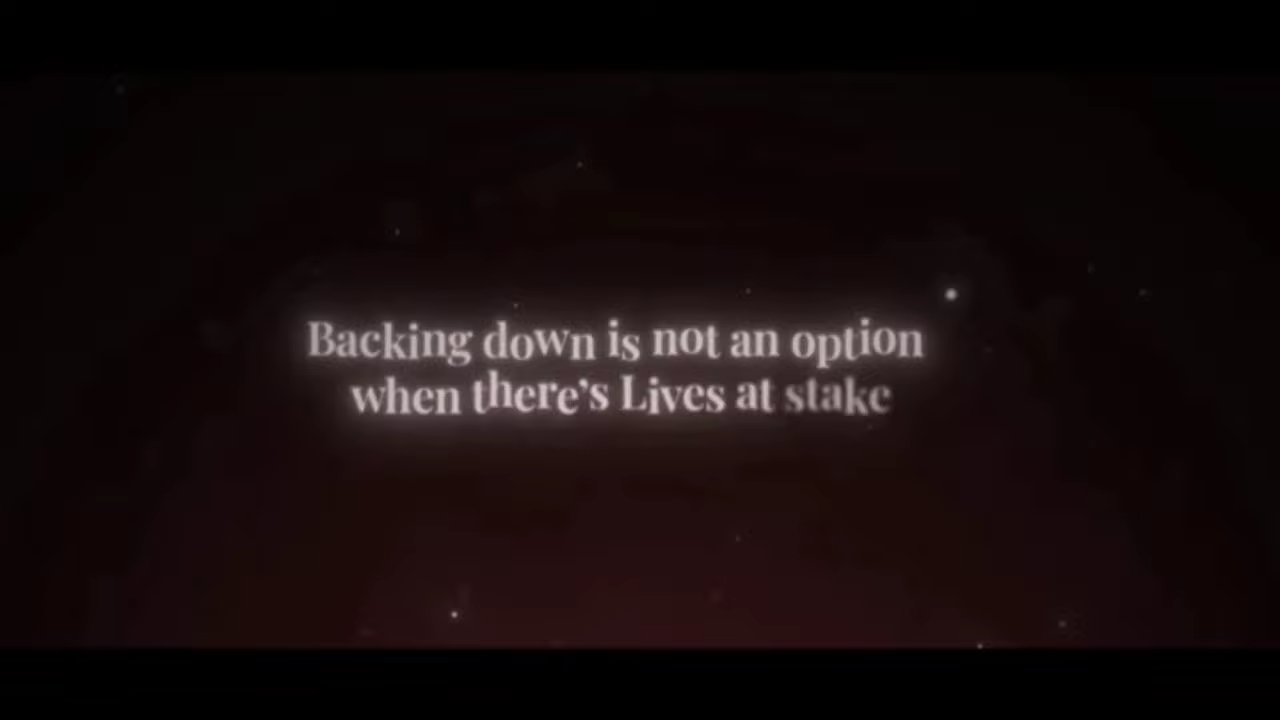 Backing down is not an option
when there's Lives at stake